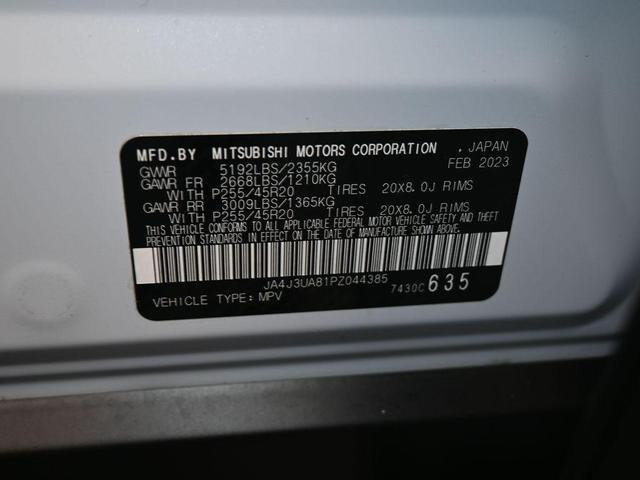 MFD.BY MITSUBISHI MOTORS CORPORATION , JAPAN
GVWR 5192LBS/2355KG FEB 2023
GAWR FR 2668LBS/1210KG
WITH P255/45R20 TIRES 20X8.0J RIMS
GAWR RR 3009LBS/1365KG
WITH P255/45R20 TIRES 20X8.0J RIMS
THIS VEHICLE CONFORMS TO ALL APPLICABLE FEDERAL MOTOR VEHICLE SAFETY AND THEFT
PREVENTION STANDARDS IN EFFECT ON THE DATE OF MANUFACTURE SHOWN ABOVE.
JA4J3UA81PZ044385 7430C 635
VEHICLE TYPE: MPV